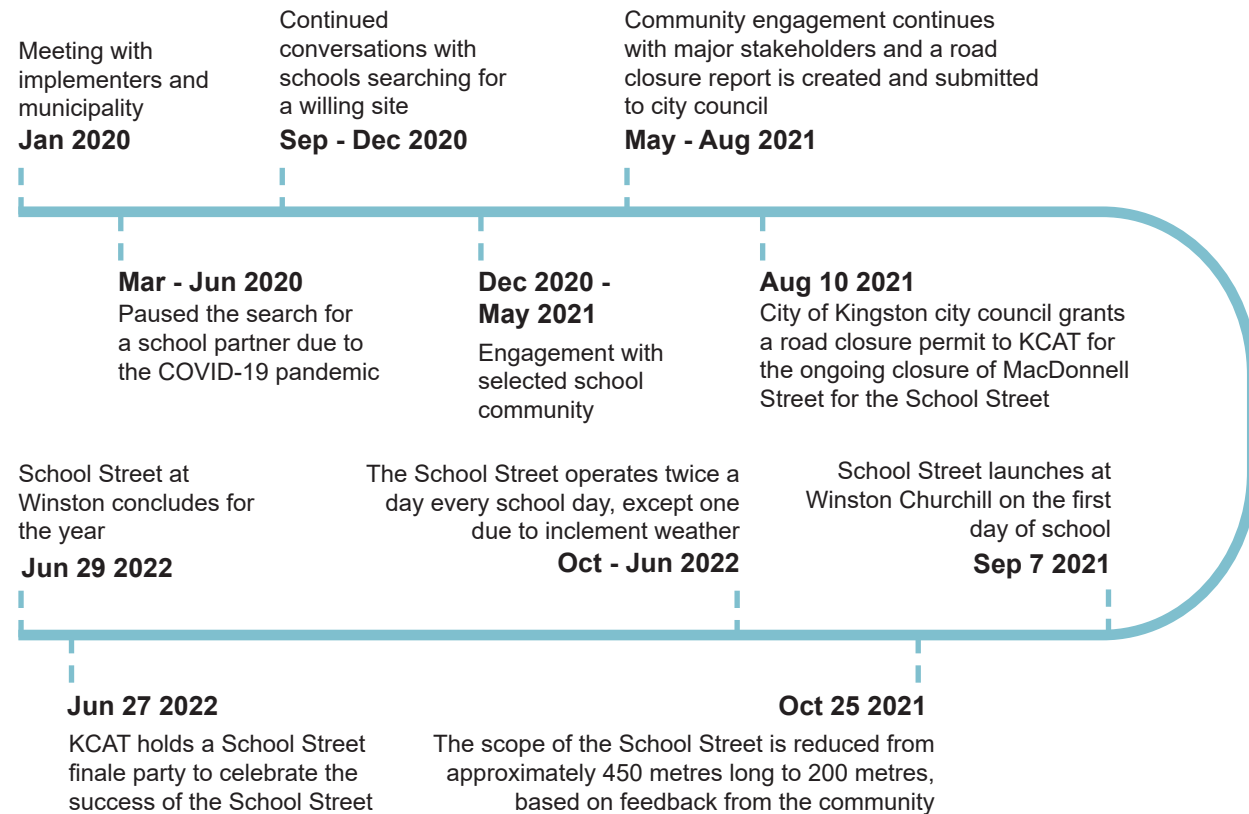 Meeting with
implementers and
municipality
Jan 2020
Mar - Jun 2020
Paused the search for
a school partner due to
the COVID-19 pandemic
Continued
conversations with
schools searching for
a willing site
Sep - Dec 2020
Dec 2020 -
May 2021
Engagement with
selected school
community
Community engagement continues
with major stakeholders and a road
closure report is created and submitted
to city council
May - Aug 2021
Aug 10 2021
City of Kingston city council grants
a road closure permit to KCAT for
the ongoing closure of MacDonnell
Street for the School Street
School Street launches at
Winston Churchill on the first
day of school
Sep 7 2021
Oct 25 2021
The scope of the School Street is reduced from
approximately 450 metres long to 200 metres,
based on feedback from the community
The School Street operates twice a
day every school day, except one
due to inclement weather
Oct - Jun 2022
Jun 27 2022
KCAT holds a School Street
finale party to celebrate the
success of the School Street
School Street at
Winston concludes for
the year
Jun 29 2022